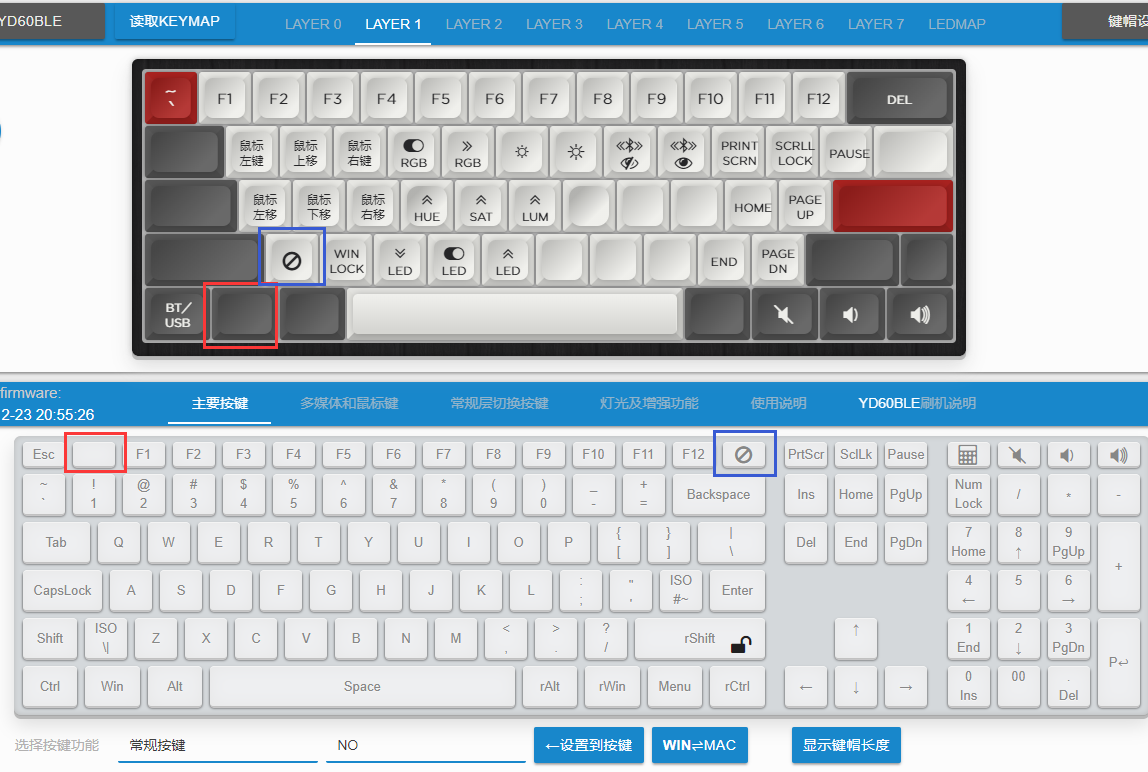 YD60BLE 读取KEYMAP LAYER 0 LAYER 1 LAYER 2 LAYER 3 LAYER 4 LAYER 5 LAYER 6 LAYER 7 LEDMAP 键帽设
~ F1 F2 F3 F4 F5 F6 F7 F8 F9 F10 F11 F12 DEL
`
鼠标 鼠标 鼠标 PRINT SCRLL PAUSE
左键 上移 右键 RGB RGB SCRN LOCK
鼠标 鼠标 鼠标 HOME PAGE
左移 下移 右移 HUE SAT LUM UP
WIN END PAGE
LOCK LED LED LED DN
BT/
USB
firmware:
2-23 20:55:26
主要按键 多媒体和鼠标键 常规层切换按键 灯光及增强功能 使用说明 YD60BLE刷机说明
Esc F1 F2 F3 F4 F5 F6 F7 F8 F9 F10 F11 F12 PrtScr SclLk Pause
~ ! @ # $ % ^ & * ( ) _ + Backspace Ins Home PgUp Num / * -
` 1 2 3 4 5 6 7 8 9 0 - = Lock
Tab Q W E R T Y U I O P { } | Del End PgDn 7 8 9 +
[ ] \ Home ↑ PgUp
CapsLock A S D F G H J K L : " ISO Enter 4 5 6
; ' #~ ← →
Shift ISO Z X C V B N M < > ? rShift ↑ 1 2 3 P↩
\| , . / End ↓ PgDn
Ctrl Win Alt Space rAlt rWin Menu rCtrl ← ↓ → 0 00 .
Ins Del
选择按键功能 常规按键 NO ←设置到按键 WIN⇌MAC 显示键帽长度